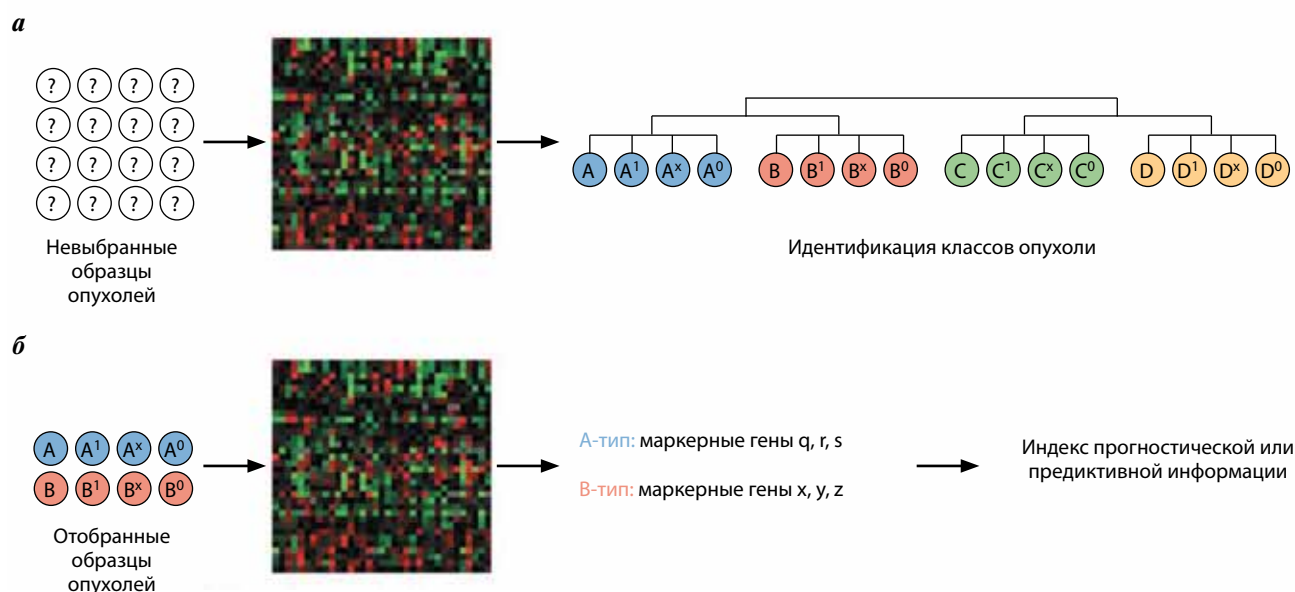 а
? ? ? ?
? ? ? ?
? ? ? ?
? ? ? ?
Невыбранные
образцы
опухолей
A A¹ Aˣ A⁰ B B¹ Bˣ B⁰ C C¹ Cˣ C⁰ D D¹ Dˣ D⁰
Идентификация классов опухоли
б
A A¹ Aˣ A⁰
B B¹ Bˣ B⁰
Отобранные
образцы
опухолей
А-тип: маркерные гены q, r, s
В-тип: маркерные гены x, y, z
Индекс прогностической или
предиктивной информации